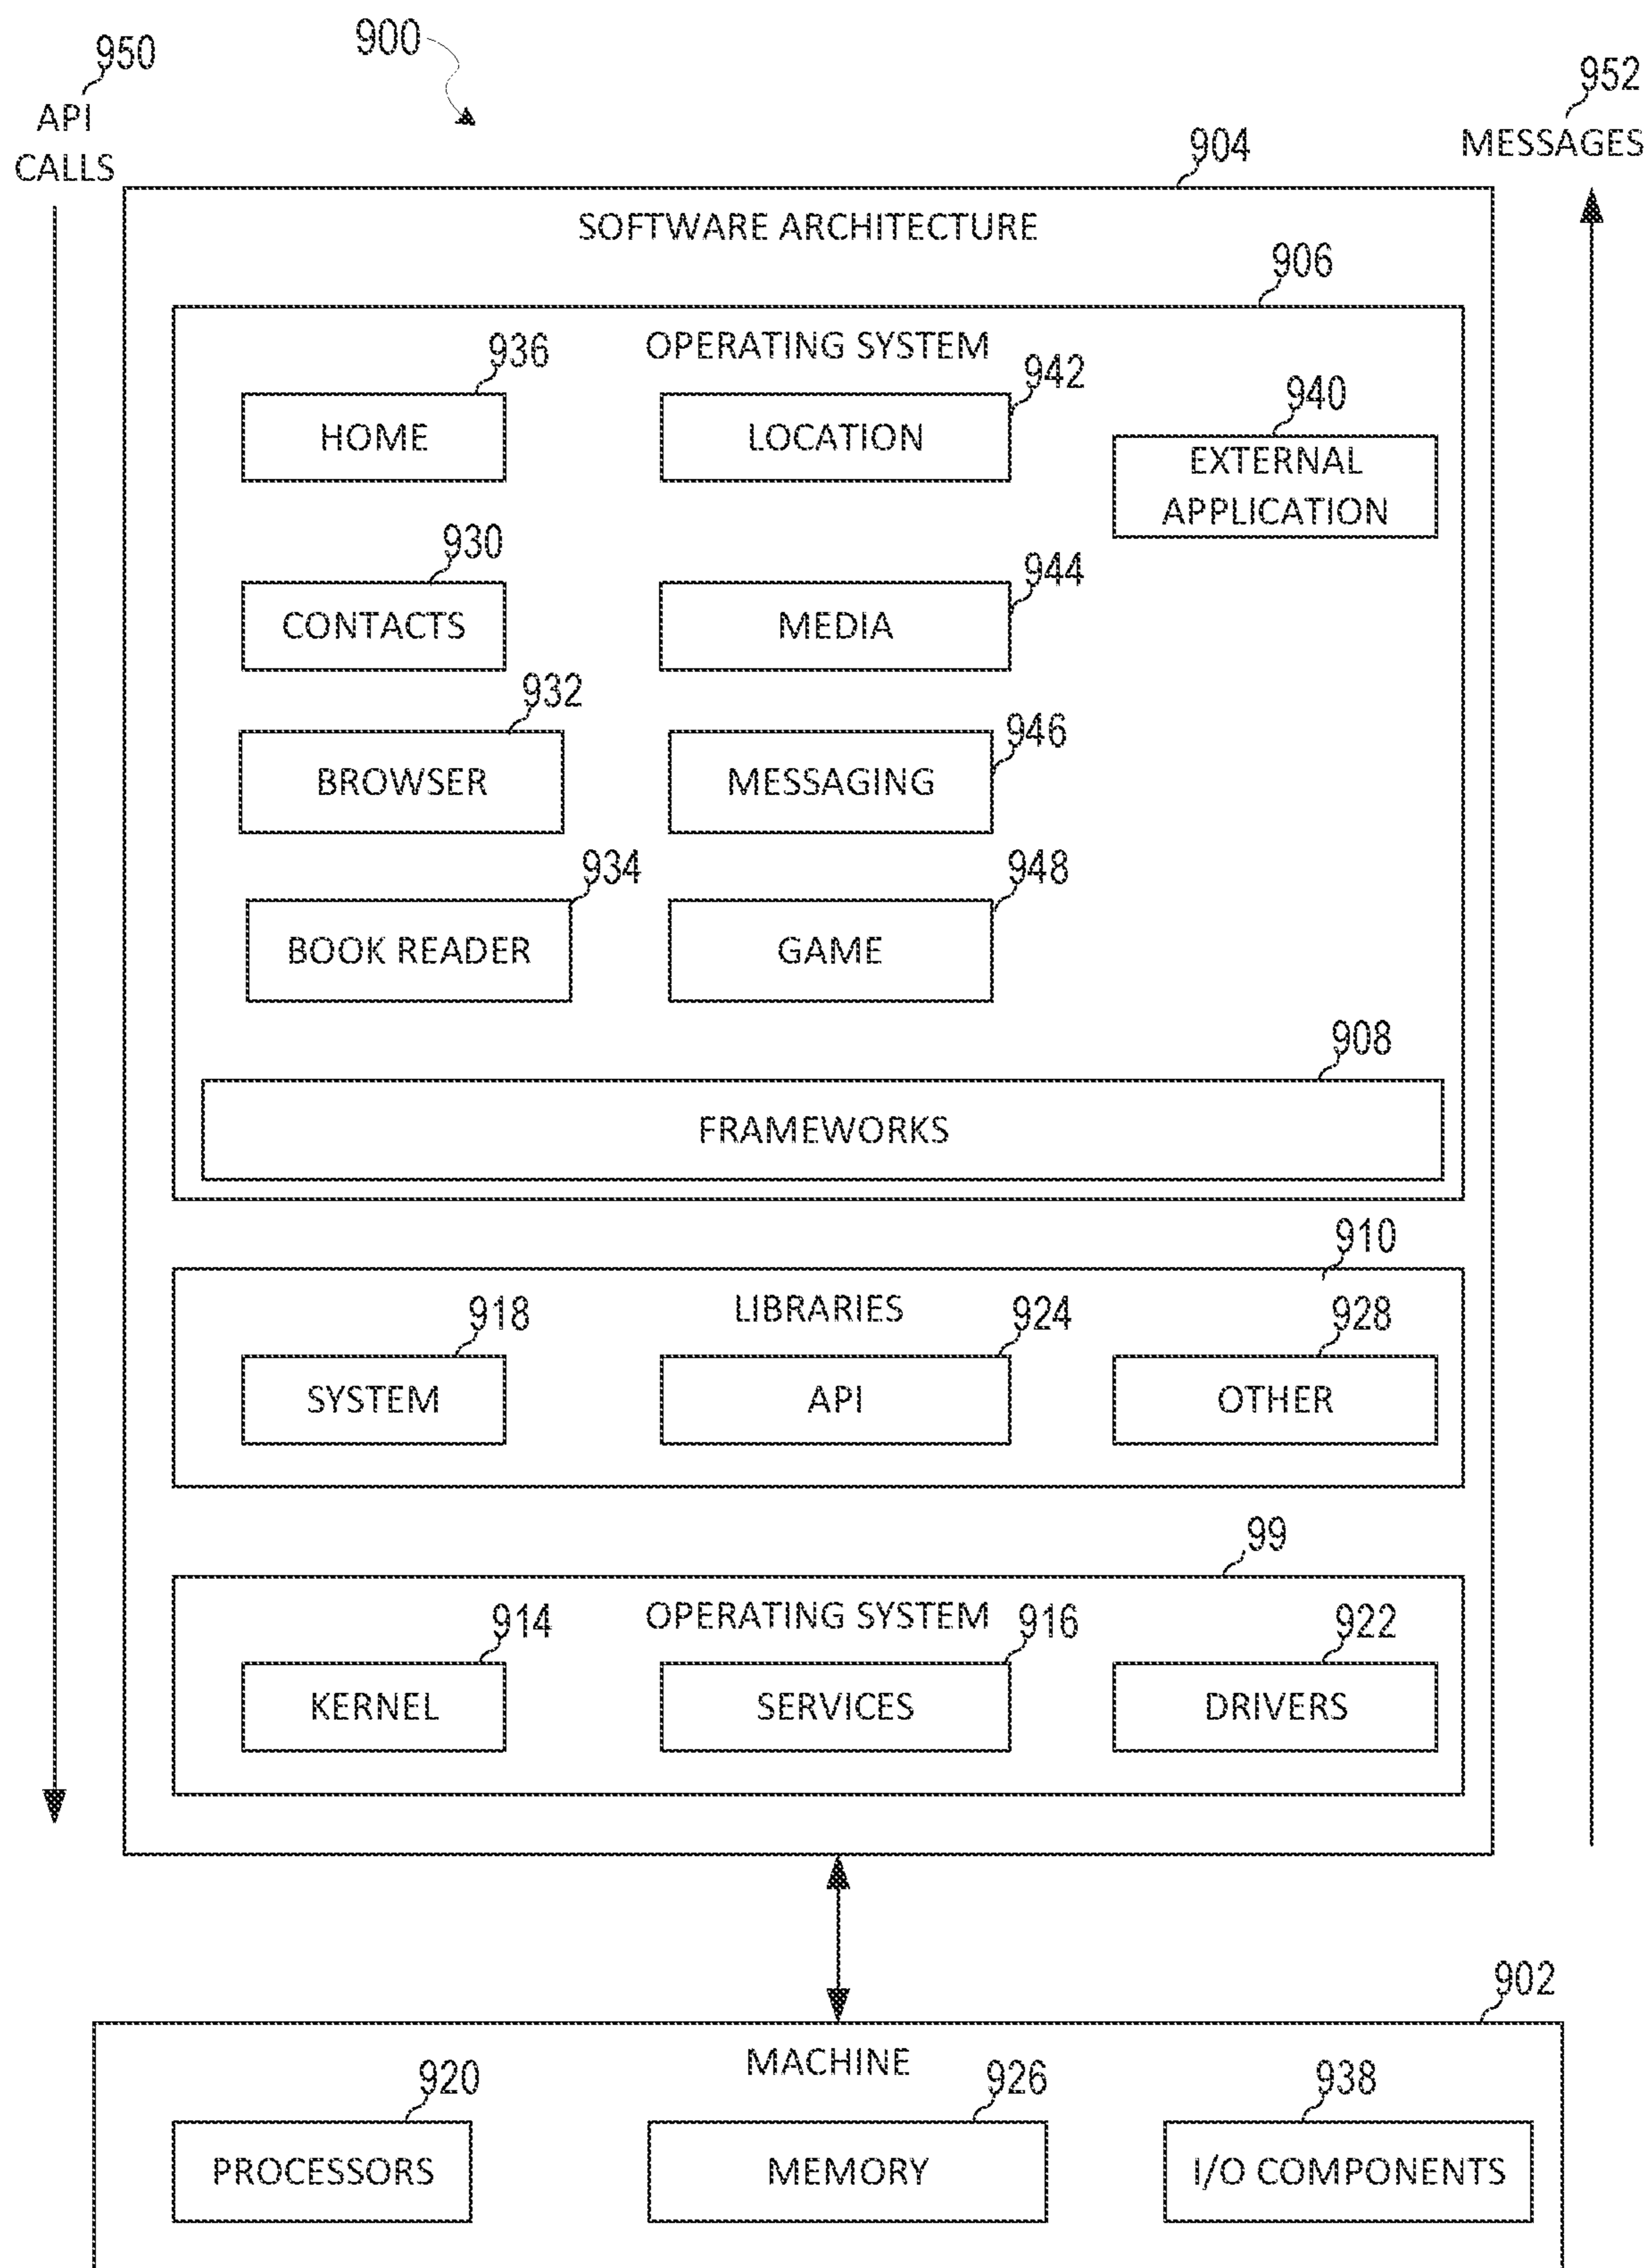 950
900
952
API
CALLS
MESSAGES
904
SOFTWARE ARCHITECTURE
906
OPERATING SYSTEM
936
942
940
HOME
LOCATION
EXTERNAL
APPLICATION
930
944
CONTACTS
MEDIA
932
946
BROWSER
MESSAGING
934
948
BOOK READER
GAME
908
FRAMEWORKS
910
LIBRARIES
918
924
928
SYSTEM
API
OTHER
99
OPERATING SYSTEM
914
916
922
KERNEL
SERVICES
DRIVERS
902
MACHINE
920
926
938
PROCESSORS
MEMORY
I/O COMPONENTS